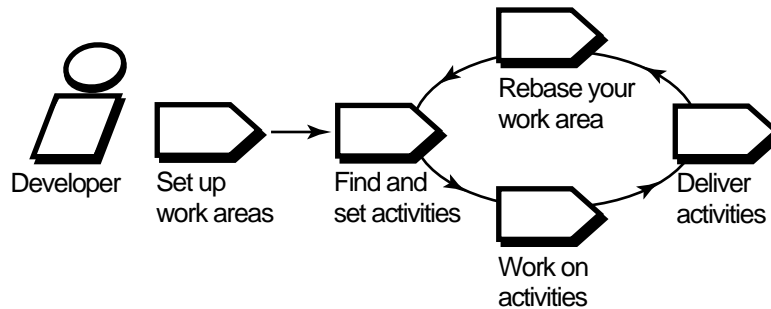 Developer
Set up
work areas
Find and
set activities
Rebase your
work area
Work on
activities
Deliver
activities